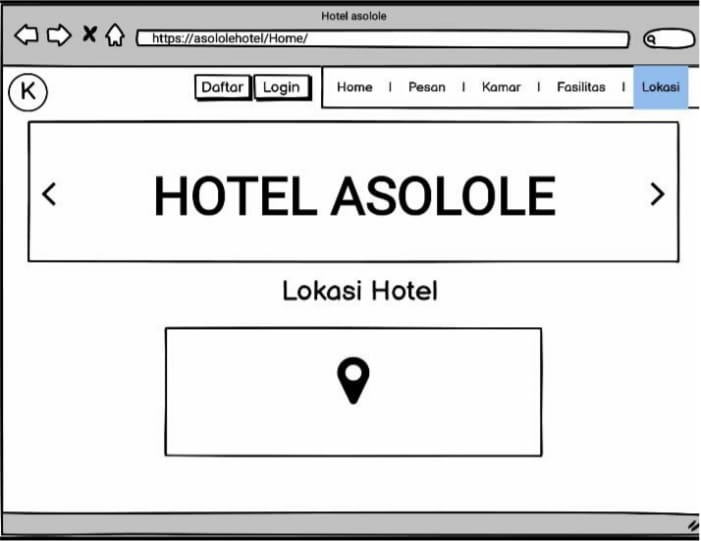 Hotel asolole
https://asololehotel/Home/
K
Daftar Login Home | Pesan | Kamar | Fasilitas | Lokasi
< HOTEL ASOLOLE >
Lokasi Hotel